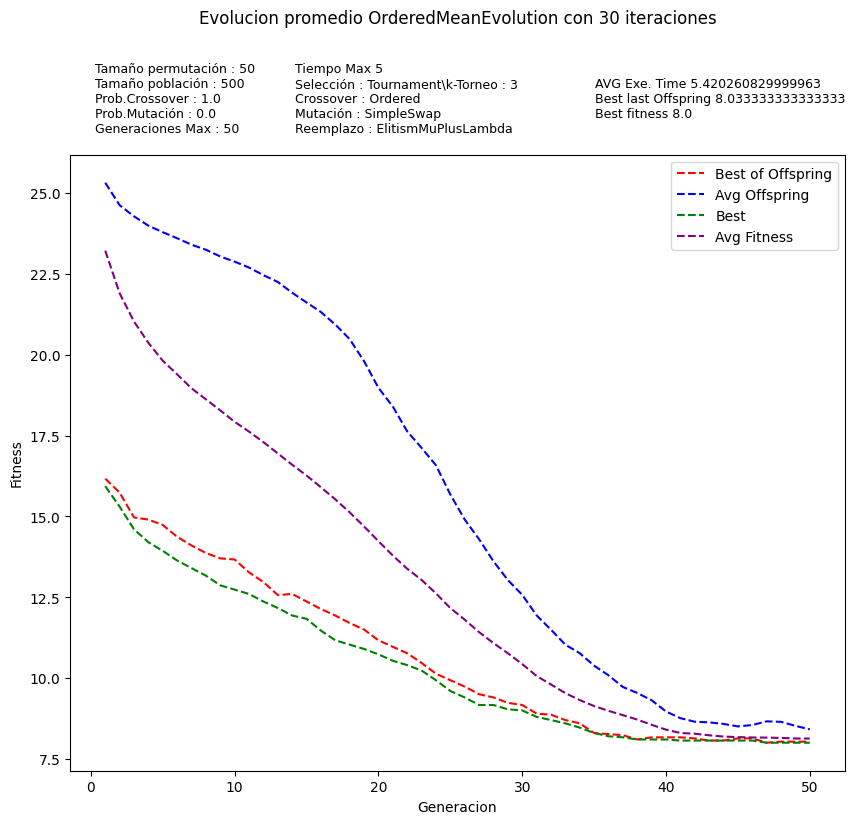 Evolucion promedio OrderedMeanEvolution con 30 iteraciones
Tamaño permutación : 50
Tamaño población : 500
Prob.Crossover : 1.0
Prob.Mutación : 0.0
Generaciones Max : 50
Tiempo Max 5
Selección : Tournament\k-Torneo : 3
Crossover : Ordered
Mutación : SimpleSwap
Reemplazo : ElitismMuPlusLambda
AVG Exe. Time 5.420260829999963
Best last Offspring 8.033333333333333
Best fitness 8.0
Best of Offspring
Avg Offspring
Best
Avg Fitness
Fitness
25.0
22.5
20.0
17.5
15.0
12.5
10.0
7.5
0
10
20
30
40
50
Generacion